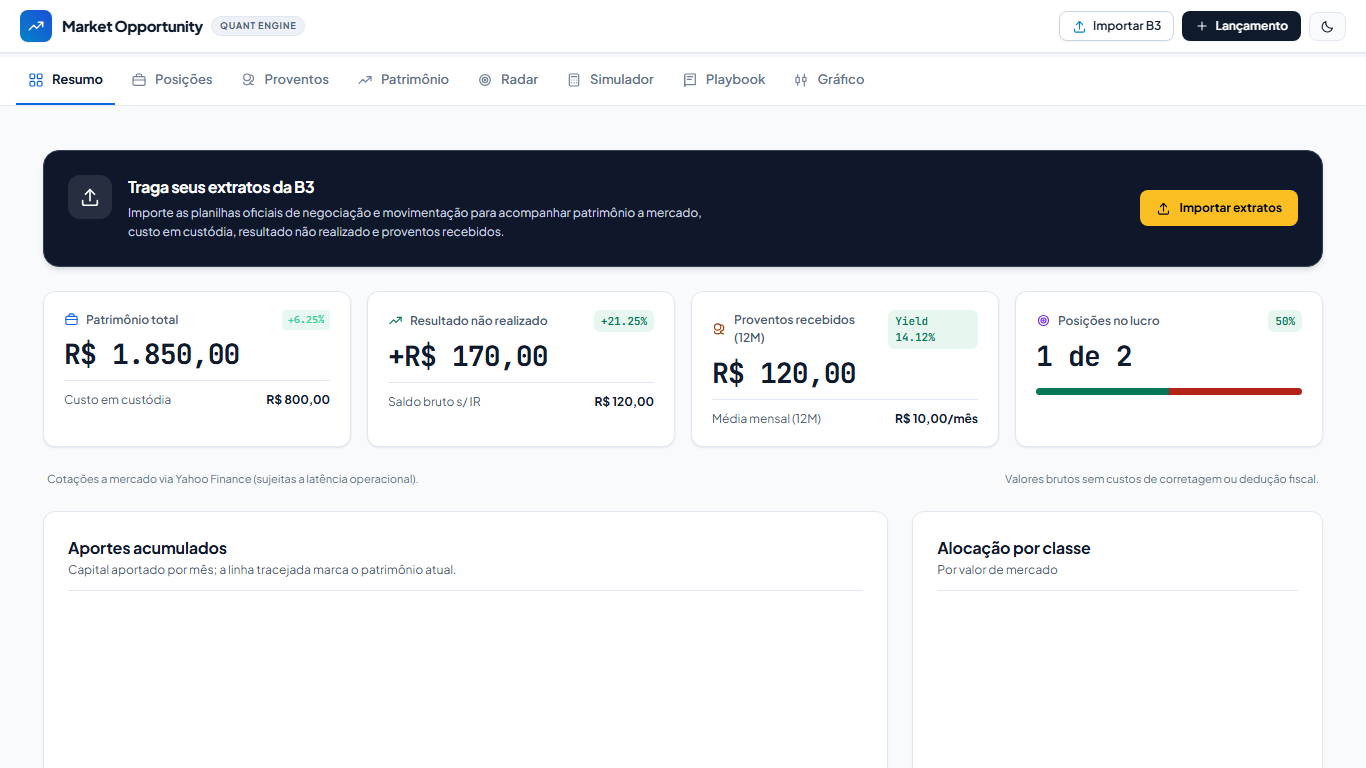 Market Opportunity
QUANT ENGINE
Importar B3
Lançamento
Resumo
Posições
Proventos
Patrimônio
Radar
Simulador
Playbook
Gráfico
Traga seus extratos da B3
Importe as planilhas oficiais de negociação e movimentação para acompanhar patrimônio a mercado,
custo em custódia, resultado não realizado e proventos recebidos.
Importar extratos
Patrimônio total
+6.25%
R$ 1.850,00
Custo em custódia
R$ 800,00
Resultado não realizado
+21.25%
+R$ 170,00
Saldo bruto s/ IR
R$ 120,00
Proventos recebidos
(12M)
Yield
14.12%
R$ 120,00
Média mensal (12M)
R$ 10,00/mês
Posições no lucro
50%
1 de 2
Cotações a mercado via Yahoo Finance (sujeitas a latência operacional).
Valores brutos sem custos de corretagem ou dedução fiscal.
Aportes acumulados
Capital aportado por mês; a linha tracejada marca o patrimônio atual.
Alocação por classe
Por valor de mercado